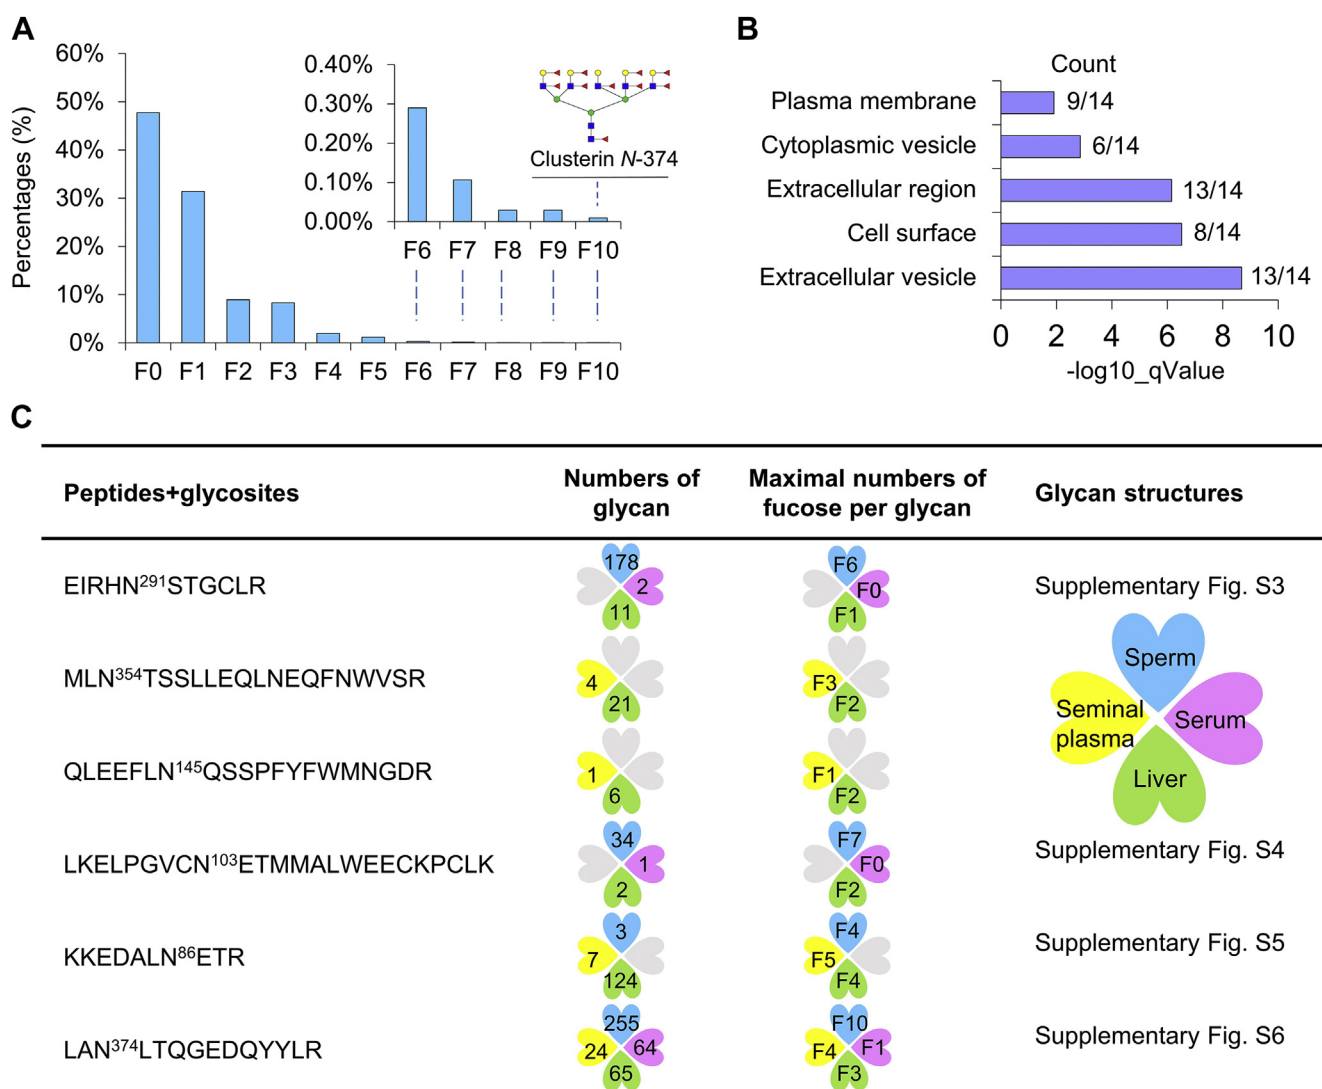 A
60%
50%
40%
30%
20%
10%
0%
Percentages (%)
F0 F1 F2 F3 F4 F5 F6 F7 F8 F9 F10
0.40%
0.30%
0.20%
0.10%
0.00%
F6 F7 F8 F9 F10
Clusterin N-374
B
Count
Plasma membrane 9/14
Cytoplasmic vesicle 6/14
Extracellular region 13/14
Cell surface 8/14
Extracellular vesicle 13/14
0 2 4 6 8 10
-log10_qValue
C
Peptides+glycosites
Numbers of
glycan
Maximal numbers of
fucose per glycan
Glycan structures
EIRHN²⁹¹STGCLR
178
2
11
F6
F0
F1
Supplementary Fig. S3
MLN³⁵⁴TSSLLEQLNEQFNWVSR
4
21
F3
F2
Sperm
Seminal
plasma
Serum
Liver
QLEEFLN¹⁴⁵QSSPFYFWMNGDR
1
6
F1
F2
LKELPGVCN¹⁰³ETMMALWEECKPCLK
34
1
2
F7
F0
F2
Supplementary Fig. S4
KKEDALN⁸⁶ETR
3
7
124
F4
F5
F4
Supplementary Fig. S5
LAN³⁷⁴LTQGEDQYYLR
255
24
64
65
F10
F4
F1
F3
Supplementary Fig. S6